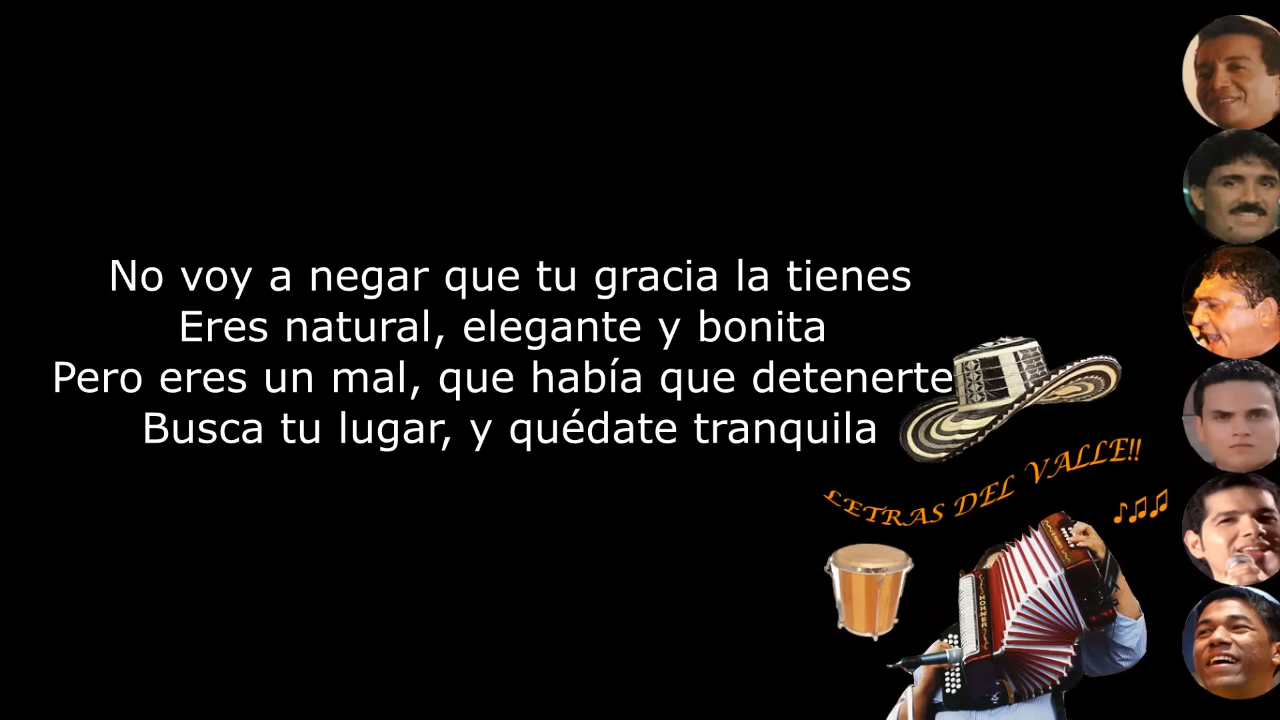 No voy a negar que tu gracia la tienes
Eres natural, elegante y bonita
Pero eres un mal, que había que detenerte
Busca tu lugar, y quédate tranquila
LETRAS DEL VALLE!!
HOHNER